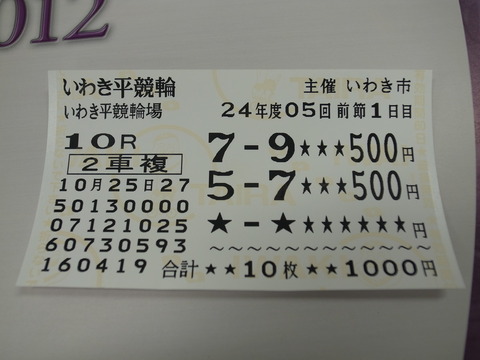 2012
いわき平競輪
主催 いわき市
いわき平競輪場
24年度05回前節1日目
10R
2車複
7-9★★★500円
5-7★★★500円
★-★★★★★★★円
10月25日27
50130000
07121025
60730593
160419
～～～～～～～～～～～～～
合計★★10枚★★1000円